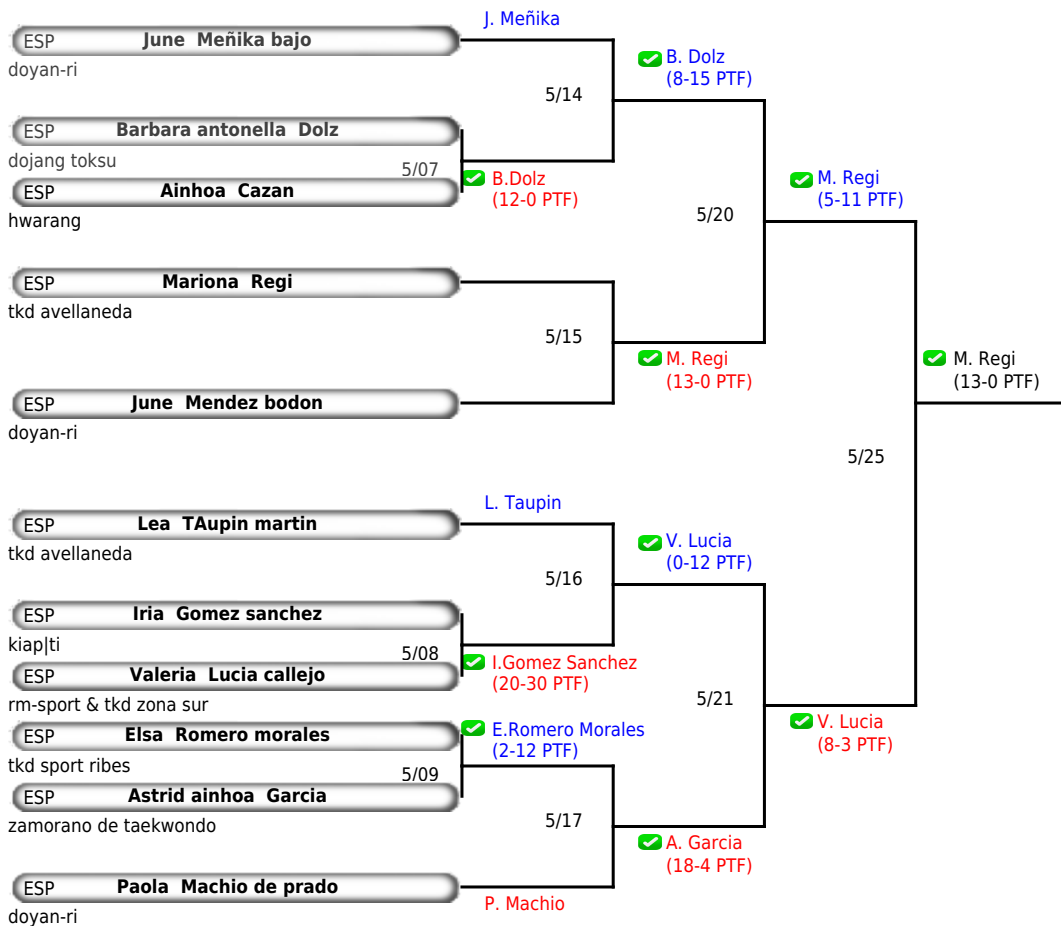 J. Meñika
ESP June Meñika bajo
doyan-ri
B. Dolz
(8-15 PTF)
5/14
ESP Barbara antonella Dolz
dojang toksu
5/07
B.Dolz
(12-0 PTF)
ESP Ainhoa Cazan
hwarang
M. Regi
(5-11 PTF)
5/20
ESP Mariona Regi
tkd avellaneda
5/15
M. Regi
(13-0 PTF)
M. Regi
(13-0 PTF)
ESP June Mendez bodon
doyan-ri
5/25
L. Taupin
ESP Lea TAupin martin
tkd avellaneda
V. Lucia
(0-12 PTF)
5/16
ESP Iria Gomez sanchez
kiap|ti
5/08
I.Gomez Sanchez
(20-30 PTF)
ESP Valeria Lucia callejo
rm-sport & tkd zona sur
5/21
V. Lucia
(8-3 PTF)
ESP Elsa Romero morales
E.Romero Morales
(2-12 PTF)
tkd sport ribes
5/09
ESP Astrid ainhoa Garcia
zamorano de taekwondo
5/17
A. Garcia
(18-4 PTF)
ESP Paola Machio de prado
P. Machio
doyan-ri